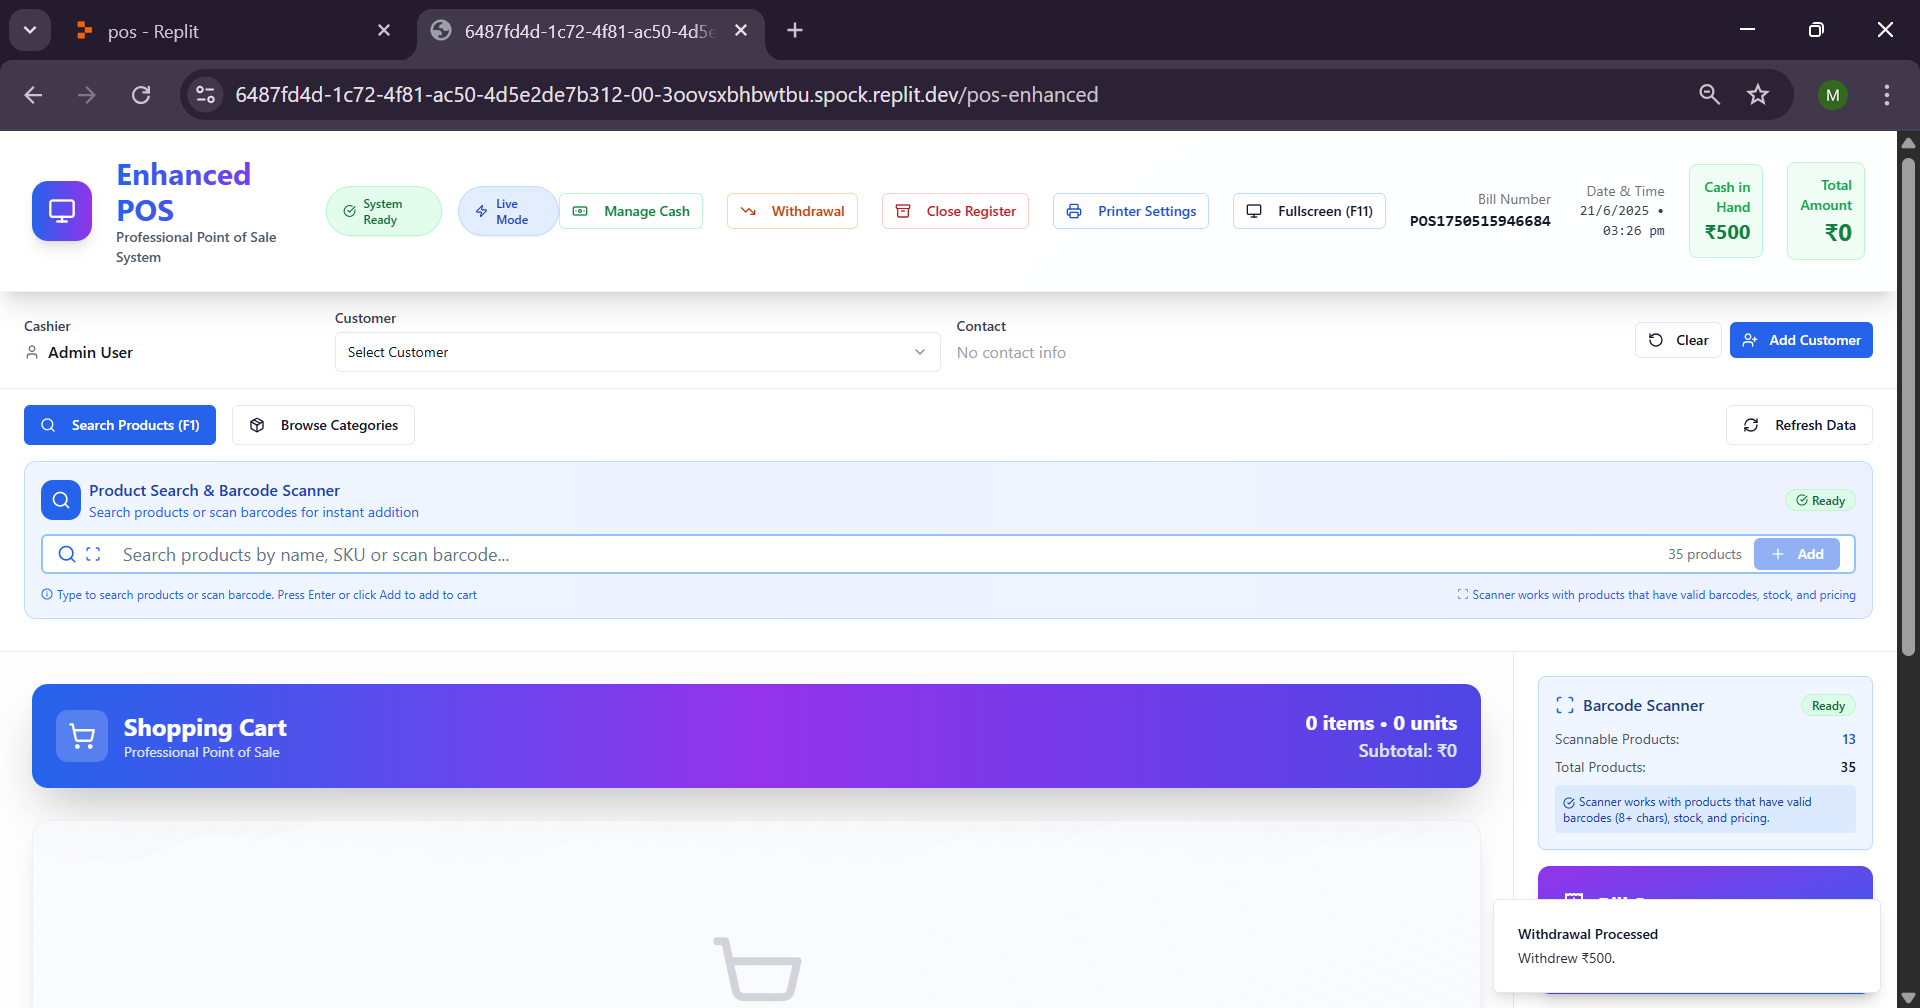 pos - Replit
6487fd4d-1c72-4f81-ac50-4d5e
6487fd4d-1c72-4f81-ac50-4d5e2de7b312-00-3oovsxbhbwtbu.spock.replit.dev/pos-enhanced
M
Enhanced
POS
Professional Point of Sale
System
System
Ready
Live
Mode
Manage Cash
Withdrawal
Close Register
Printer Settings
Fullscreen (F11)
Bill Number
POS1750515946684
Date & Time
21/6/2025 •
03:26 pm
Cash in
Hand
₹500
Total
Amount
₹0
Cashier
Admin User
Customer
Select Customer
Contact
No contact info
Clear
Add Customer
Search Products (F1)
Browse Categories
Refresh Data
Product Search & Barcode Scanner
Search products or scan barcodes for instant addition
Ready
Search products by name, SKU or scan barcode...
35 products
Add
Type to search products or scan barcode. Press Enter or click Add to add to cart
Scanner works with products that have valid barcodes, stock, and pricing
Shopping Cart
Professional Point of Sale
0 items • 0 units
Subtotal: ₹0
Barcode Scanner
Ready
Scannable Products:
13
Total Products:
35
Scanner works with products that have valid
barcodes (8+ chars), stock, and pricing.
Withdrawal Processed
Withdrew ₹500.